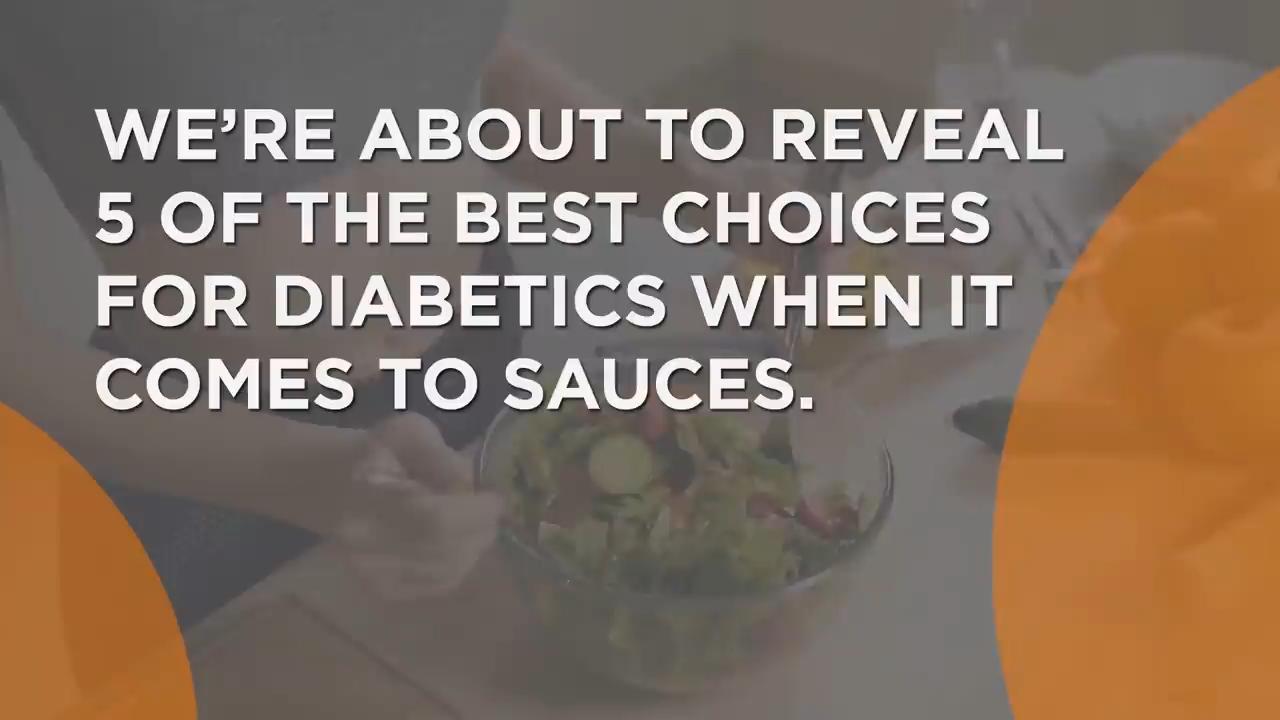 WE’RE ABOUT TO REVEAL
5 OF THE BEST CHOICES
FOR DIABETICS WHEN IT
COMES TO SAUCES.